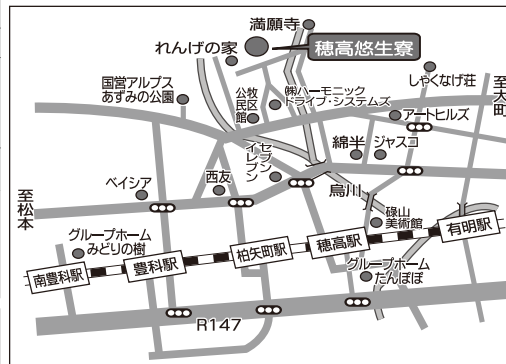 満願寺
れんげの家
穂高悠生寮
しゃくなげ荘
至大町
国営アルプス
あずみの公園
牧
公民館
区
㈱ハーモニック
ドライブ・システムズ
アートヒルズ
綿半
ジャスコ
セブン
イレブン
西友
ベイシア
烏川
至松本
碌山
美術館
有明駅
穂高駅
柏矢町駅
豊科駅
南豊科駅
グループホーム
みどりの樹
グループホーム
たんぽぽ
R147